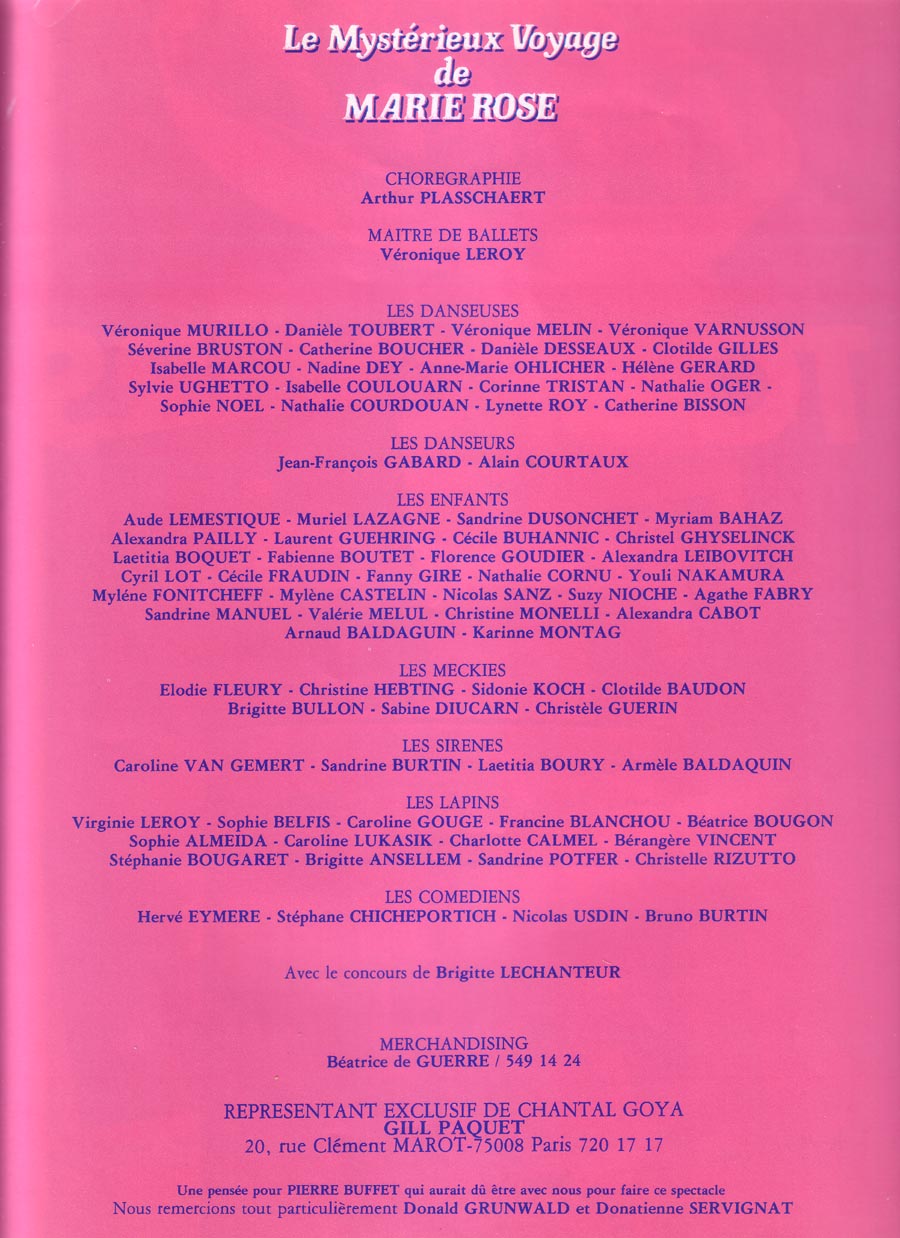 Le Mystérieux Voyage
de
MARIE ROSE
CHOREGRAPHIE
Arthur PLASSCHAERT
MAITRE DE BALLETS
Véronique LEROY
LES DANSEUSES
Véronique MURILLO - Danièle TOUBERT - Véronique MELIN - Véronique VARNUSSON
Séverine BRUSTON - Catherine BOUCHER - Danièle DESSEAUX - Clotilde GILLES
Isabelle MARCOU - Nadine DEY - Anne-Marie OHLICHER - Hélène GERARD
Sylvie UGHETTO - Isabelle COULOUARN - Corinne TRISTAN - Nathalie OGER -
Sophie NOEL - Nathalie COURDOUAN - Lynette ROY - Catherine BISSON
LES DANSEURS
Jean-François GABARD - Alain COURTAUX
LES ENFANTS
Aude LEMESTIQUE - Muriel LAZAGNE - Sandrine DUSONCHET - Myriam BAHAZ
Alexandra PAILLY - Laurent GUEHRING - Cécile BUHANNIC - Christel GHYSELINCK
Laetitia BOQUET - Fabienne BOUTET - Florence GOUDIER - Alexandra LEIBOVITCH
Cyril LOT - Cécile FRAUDIN - Fanny GIRE - Nathalie CORNU - Youli NAKAMURA
Myléne FONITCHEFF - Mylène CASTELIN - Nicolas SANZ - Suzy NIOCHE - Agathe FABRY
Sandrine MANUEL - Valérie MELUL - Christine MONELLI - Alexandra CABOT
Arnaud BALDAGUIN - Karinne MONTAG
LES MECKIES
Elodie FLEURY - Christine HEBTING - Sidonie KOCH - Clotilde BAUDON
Brigitte BULLON - Sabine DIUCARN - Christèle GUERIN
LES SIRENES
Caroline VAN GEMERT - Sandrine BURTIN - Laetitia BOURY - Armèle BALDAQUIN
LES LAPINS
Virginie LEROY - Sophie BELFIS - Caroline GOUGE - Francine BLANCHOU - Béatrice BOUGON
Sophie ALMEIDA - Caroline LUKASIK - Charlotte CALMEL - Bérangère VINCENT
Stéphanie BOUGARET - Brigitte ANSELLEM - Sandrine POTFER - Christelle RIZUTTO
LES COMEDIENS
Hervé EYMERE - Stéphane CHICHEPORTICH - Nicolas USDIN - Bruno BURTIN
Avec le concours de Brigitte LECHANTEUR
MERCHANDISING
Béatrice de GUERRE / 549 14 24
REPRESENTANT EXCLUSIF DE CHANTAL GOYA
GILL PAQUET
20, rue Clément MAROT-75008 Paris 720 17 17
Une pensée pour PIERRE BUFFET qui aurait dû être avec nous pour faire ce spectacle
Nous remercions tout particulièrement Donald GRUNWALD et Donatienne SERVIGNAT